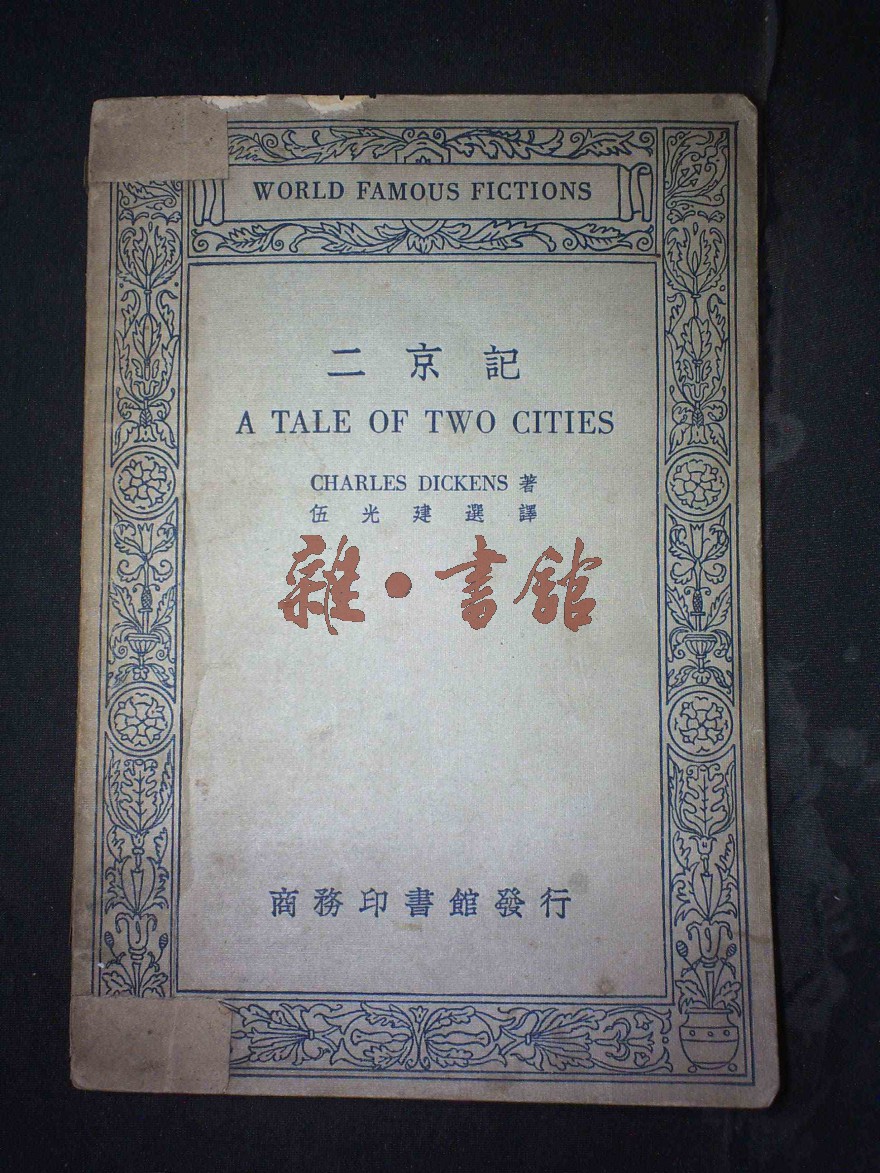 WORLD FAMOUS FICTIONS
二京記
A TALE OF TWO CITIES
CHARLES DICKENS 著
伍光建選譯
雜·書館
商務印書館發行